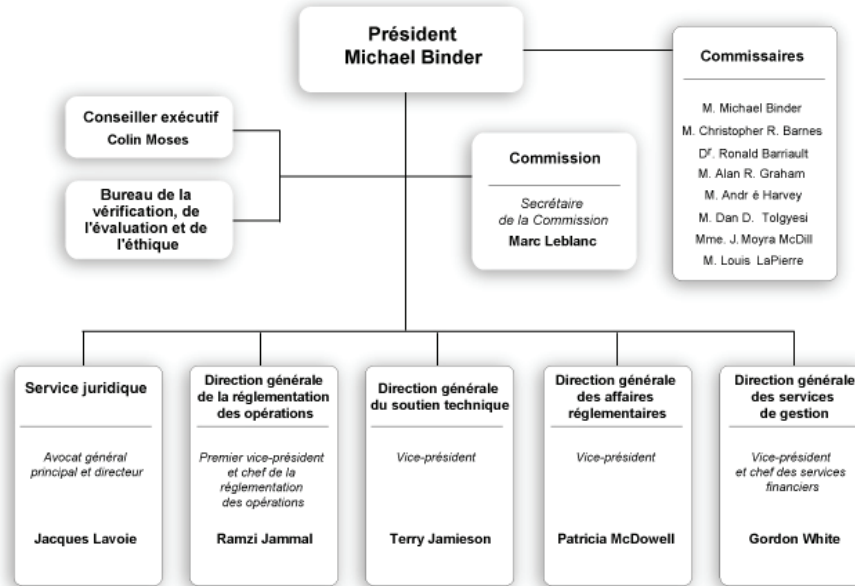 Président
Michael Binder
Commissaires
M. Michael Binder
M. Christopher R. Barnes
Dr. Ronald Barriault
M. Alan R. Graham
M. Andr é Harvey
M. Dan D. Tolgyesi
Mme. J. Moyra McDill
M. Louis LaPierre
Conseiller exécutif
Colin Moses
Bureau de la
vérification, de
l'évaluation et de
l'éthique
Commission
Secrétaire
de la Commission
Marc Leblanc
Service juridique
Avocat général
principal et directeur
Jacques Lavoie
Direction générale
de la réglementation
des opérations
Premier vice-président
et chef de la
réglementation
des opérations
Ramzi Jammal
Direction générale
du soutien technique
Vice-président
Terry Jamieson
Direction générale
des affaires
réglementaires
Vice-président
Patricia McDowell
Direction générale
des services
de gestion
Vice-président
et chef des services
financiers
Gordon White